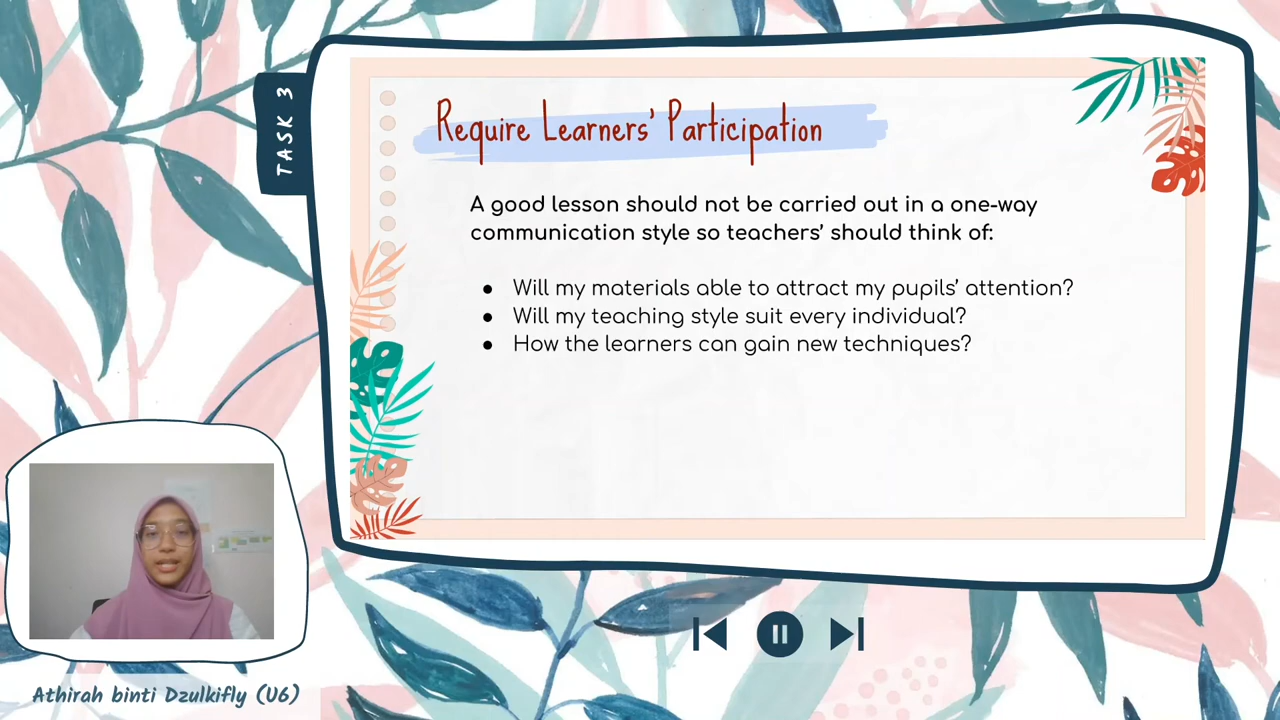 TASK 3
Require Learners' Participation
A good lesson should not be carried out in a one-way
communication style so teachers' should think of:
● Will my materials able to attract my pupils' attention?
● Will my teaching style suit every individual?
● How the learners can gain new techniques?
Athirah binti Dzulkifly (U6)